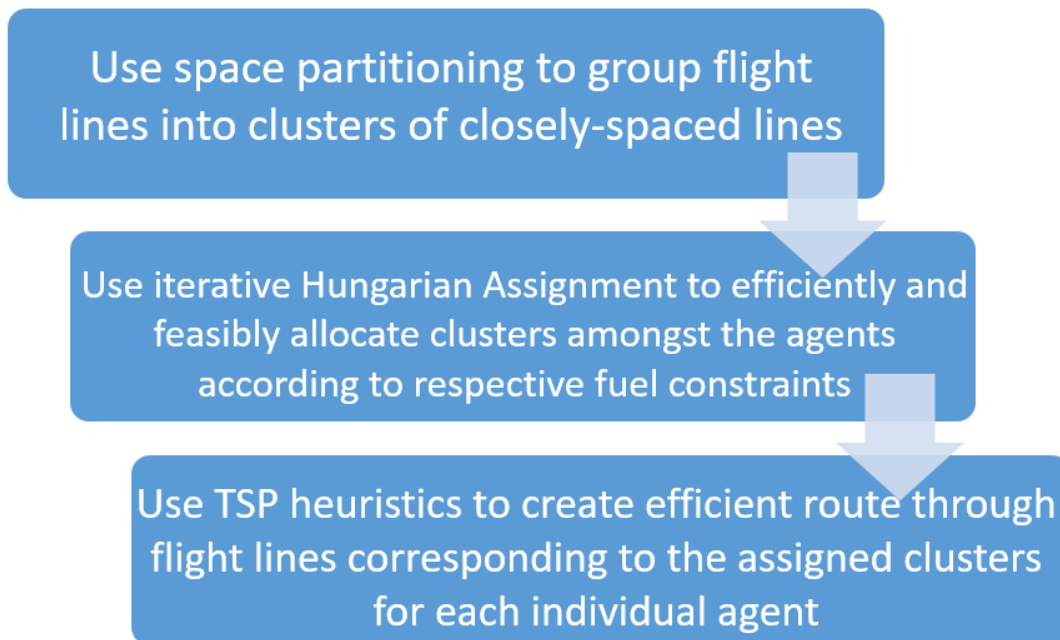 Use space partitioning to group flight
lines into clusters of closely-spaced lines
Use iterative Hungarian Assignment to efficiently and
feasibly allocate clusters amongst the agents
according to respective fuel constraints
Use TSP heuristics to create efficient route through
flight lines corresponding to the assigned clusters
for each individual agent